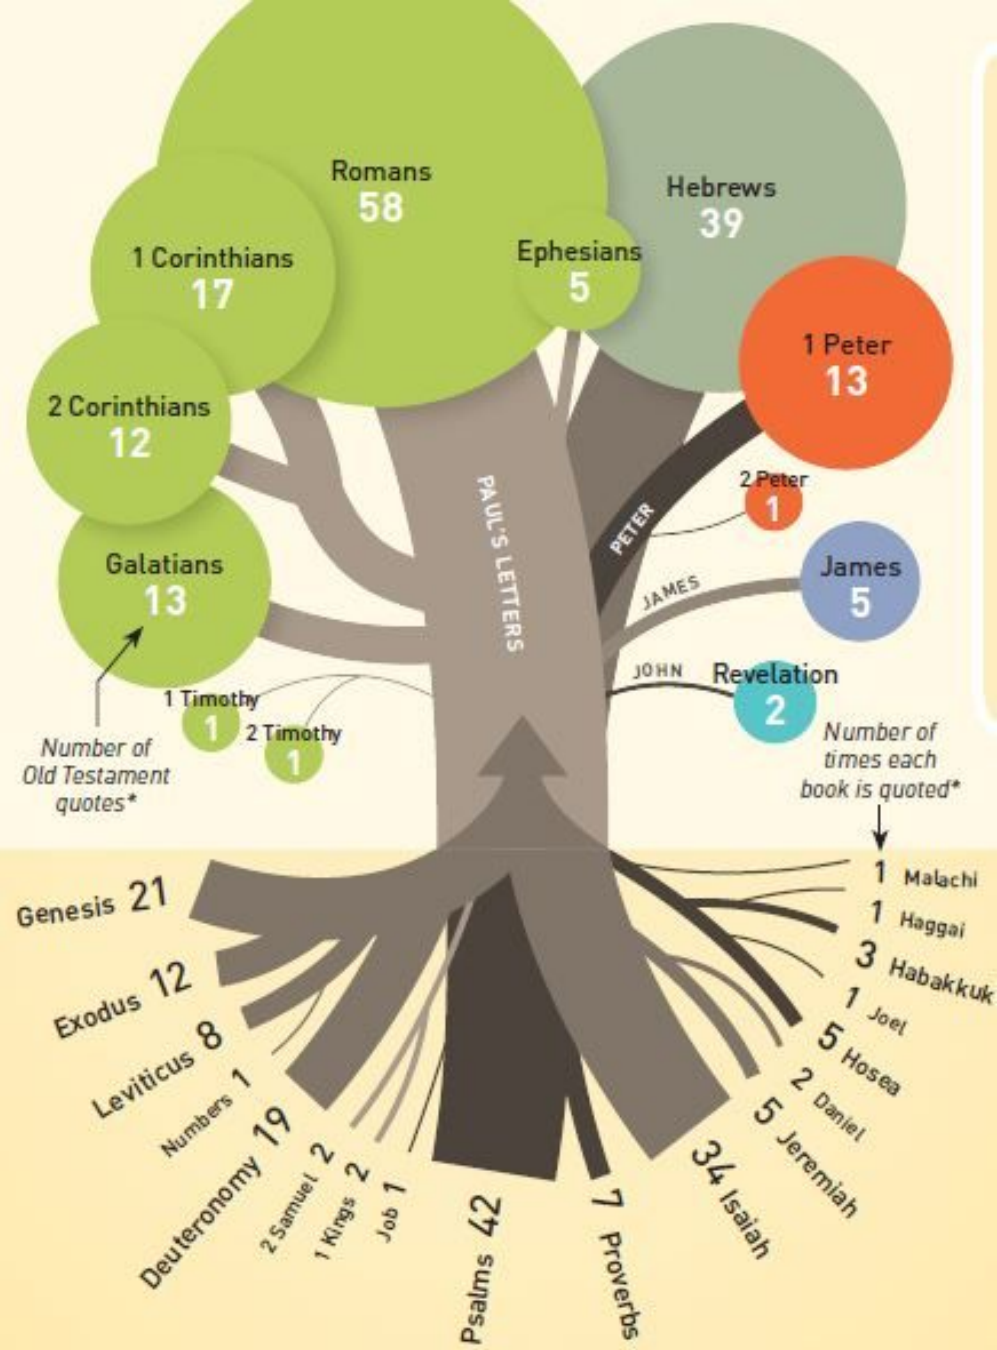 Romans
58
Hebrews
39
1 Corinthians
17
Ephesians
5
1 Peter
13
2 Corinthians
12
2 Peter
1
PAUL'S LETTERS
PETER
Galatians
13
James
5
JAMES
JOHN
Revelation
2
1 Timothy
1
2 Timothy
1
Number of
Old Testament
quotes*
Number of
times each
book is quoted*
Genesis 21
Exodus 12
Leviticus 8
Numbers 1
Deuteronomy 19
2 Samuel 2
1 Kings 2
Job 1
Psalms 42
7 Proverbs
34 Isaiah
5 Jeremiah
2 Daniel
5 Hosea
1 Joel
3 Habakkuk
1 Haggai
1 Malachi